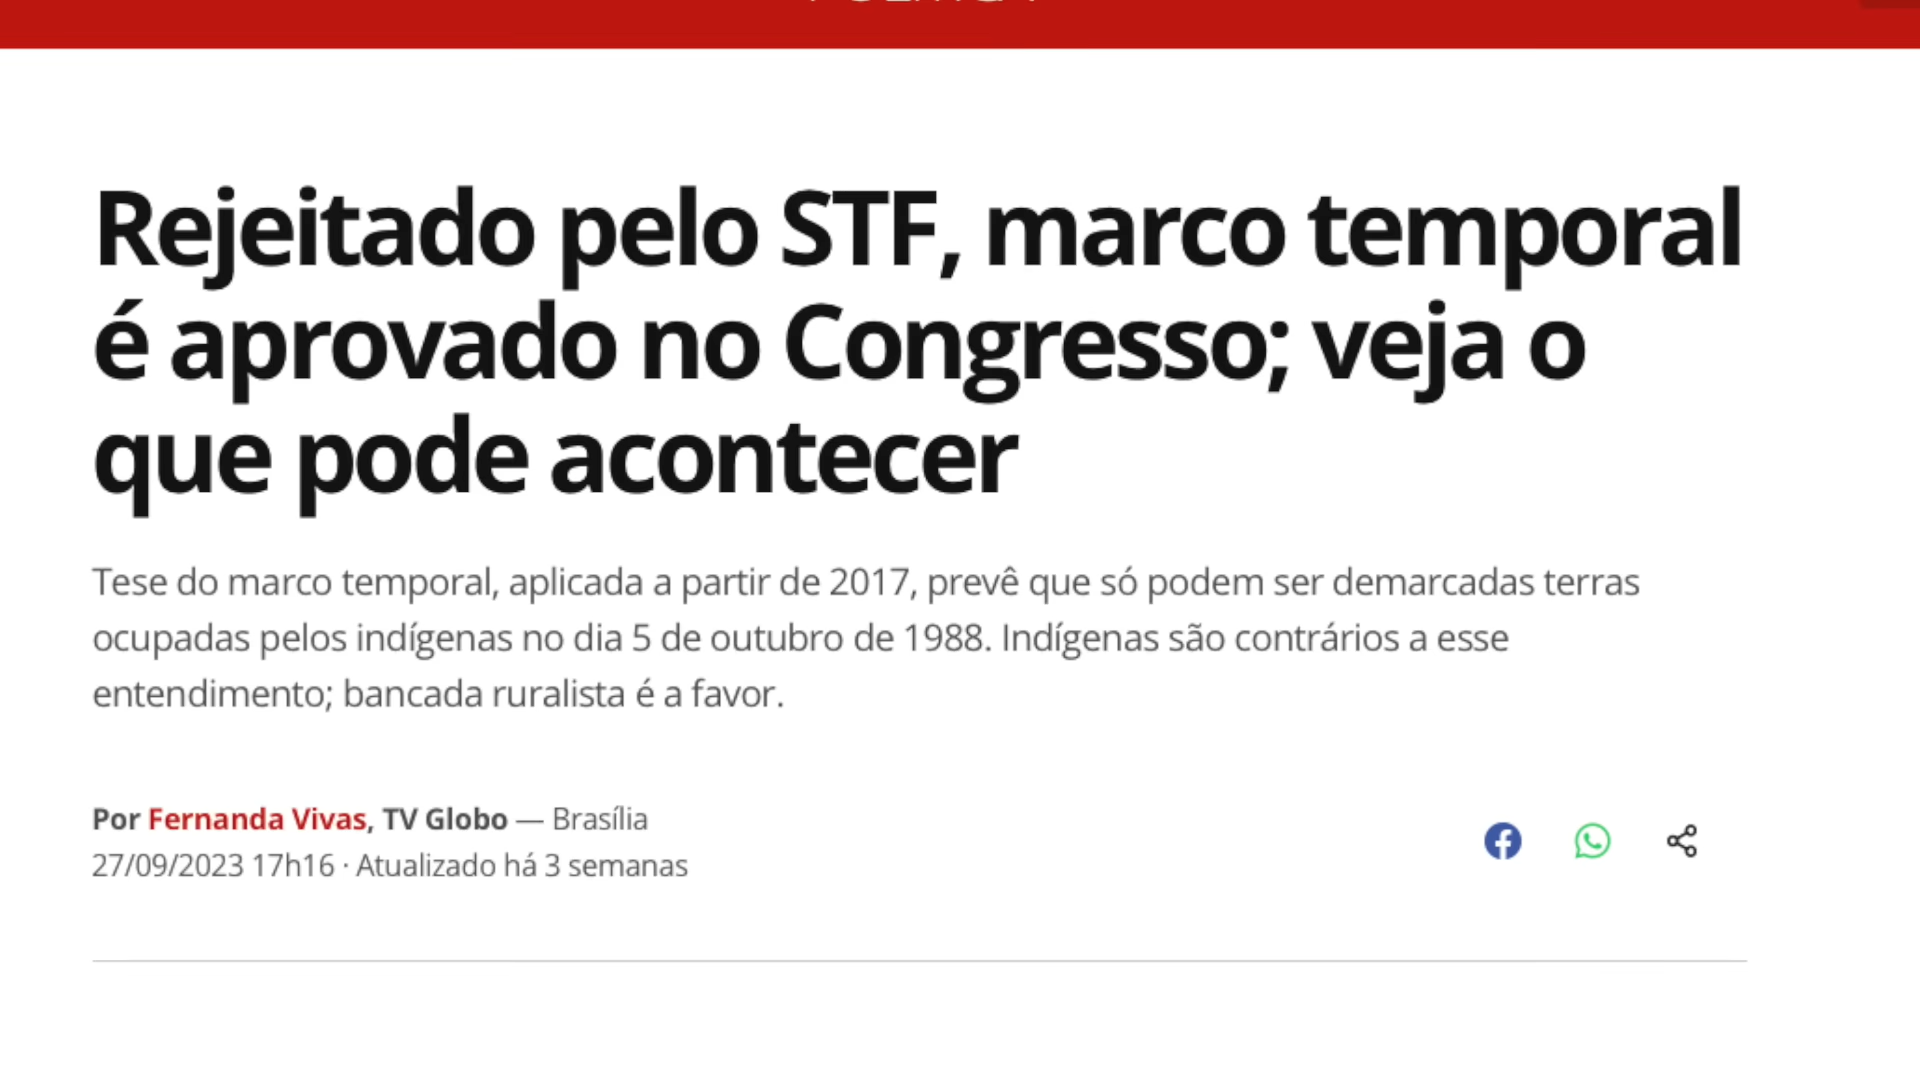 Rejeitado pelo STF, marco temporal
é aprovado no Congresso; veja o
que pode acontecer
Tese do marco temporal, aplicada a partir de 2017, prevê que só podem ser demarcadas terras
ocupadas pelos indígenas no dia 5 de outubro de 1988. Indígenas são contrários a esse
entendimento; bancada ruralista é a favor.
Por Fernanda Vivas, TV Globo — Brasília
27/09/2023 17h16 · Atualizado há 3 semanas